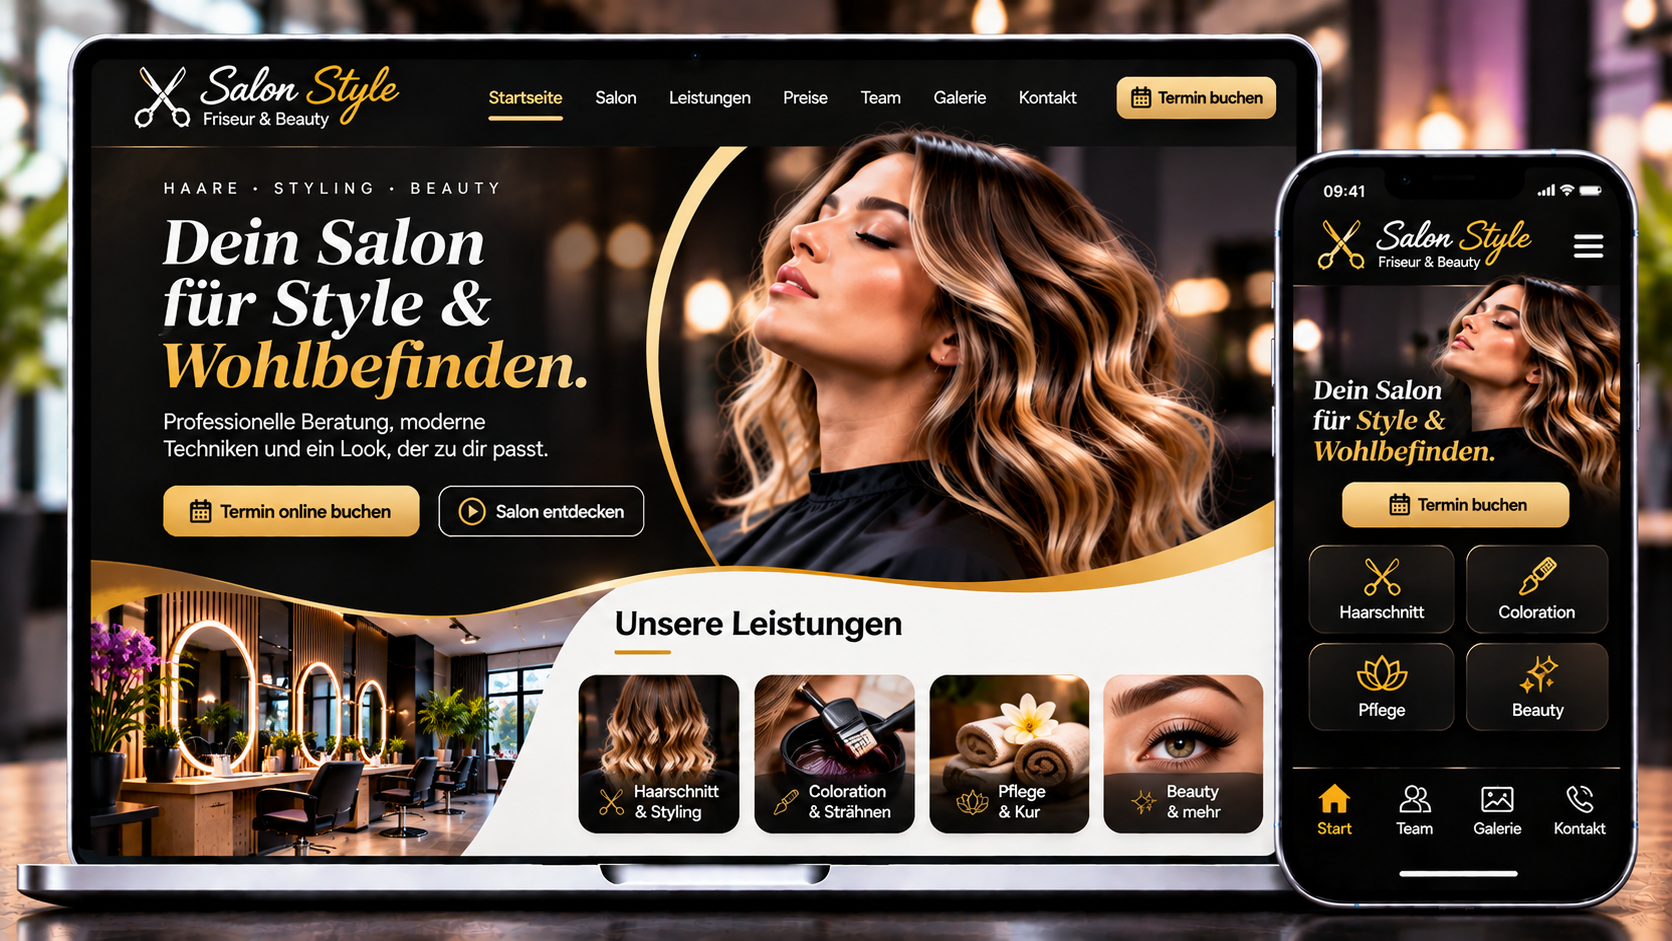 Salon Style
Friseur & Beauty
Startseite
Salon
Leistungen
Preise
Team
Galerie
Kontakt
Termin buchen
HAARE • STYLING • BEAUTY
Dein Salon
für Style &
Wohlbefinden.
Professionelle Beratung, moderne
Techniken und ein Look, der zu dir passt.
Termin online buchen
Salon entdecken
Unsere Leistungen
Haarschnitt
& Styling
Coloration
& Strähnen
Pflege
& Kur
Beauty
& mehr
09:41
Salon Style
Friseur & Beauty
Dein Salon
für Style &
Wohlbefinden.
Termin buchen
Haarschnitt
Coloration
Pflege
Beauty
Start
Team
Galerie
Kontakt